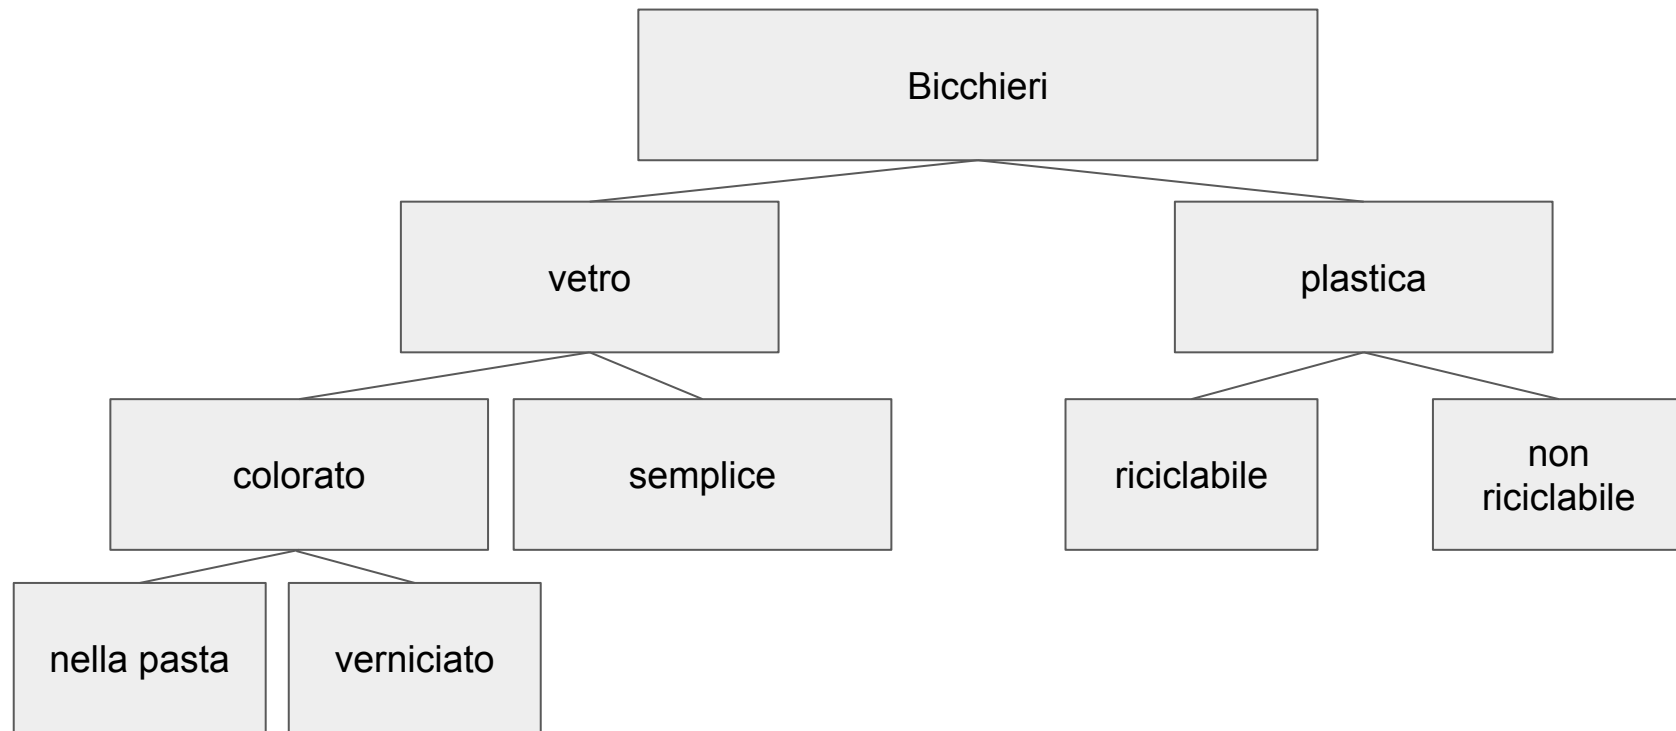 Bicchieri
vetro
plastica
colorato
semplice
riciclabile
non
riciclabile
nella pasta
verniciato